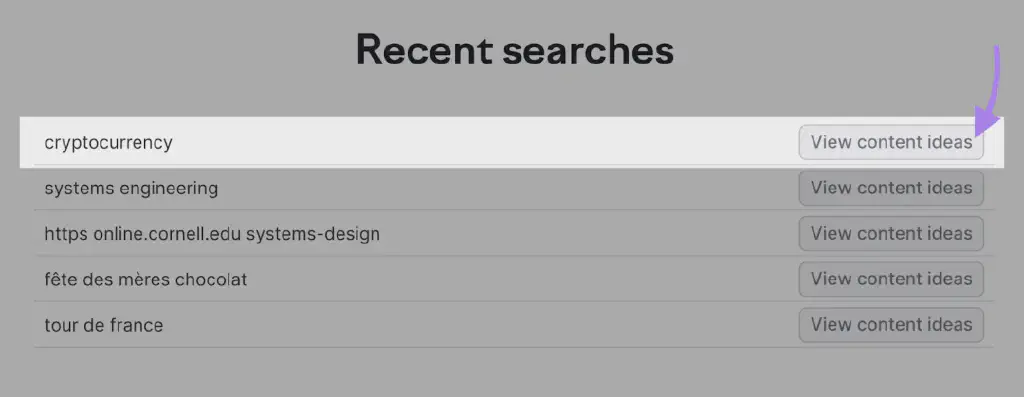 Recent searches
cryptocurrency View content ideas
systems engineering View content ideas
https online.cornell.edu systems-design View content ideas
fête des mères chocolat View content ideas
tour de france View content ideas